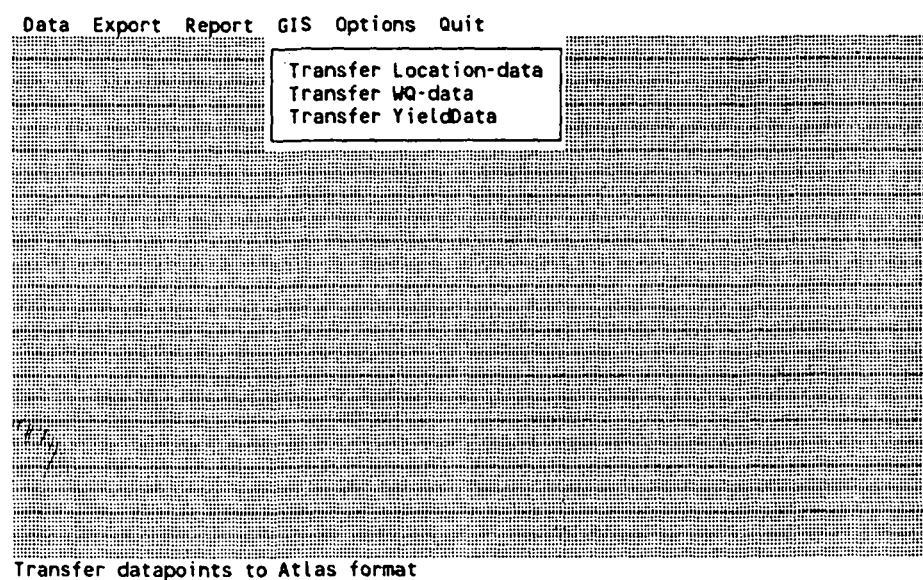 Data Export Report GIS Options Quit
Transfer Location-data
Transfer WQ-data
Transfer YieldData
Transfer datapoints to Atlas format